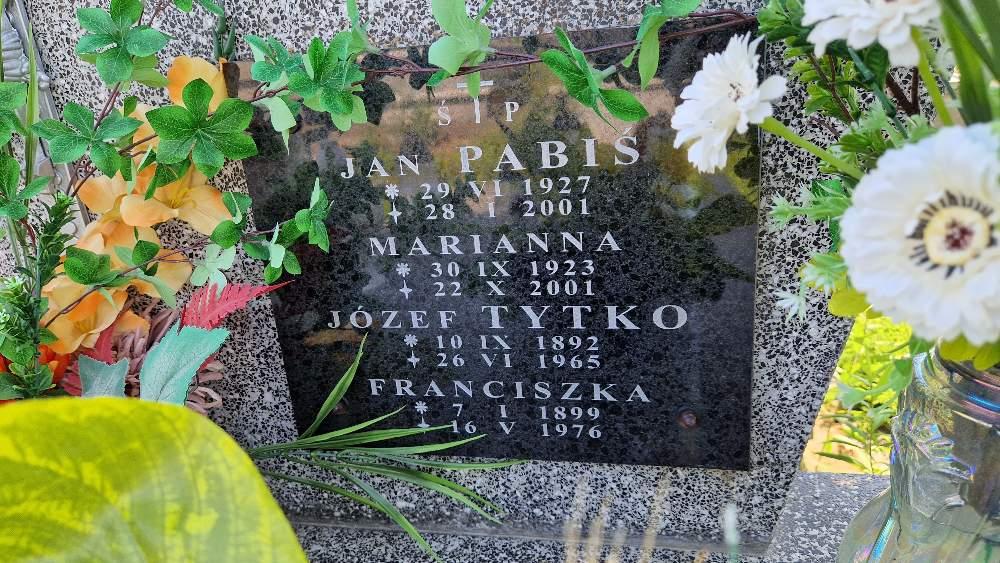 Ś P
JAN PABIŚ
* 29 VI 1927
✝ 28 I 2001
MARIANNA
* 30 IX 1923
✝ 22 X 2001
JÓZEF TYTKO
* 10 IX 1892
✝ 26 VI 1965
FRANCISZKA
* 7 I 1899
✝ 16 V 1976